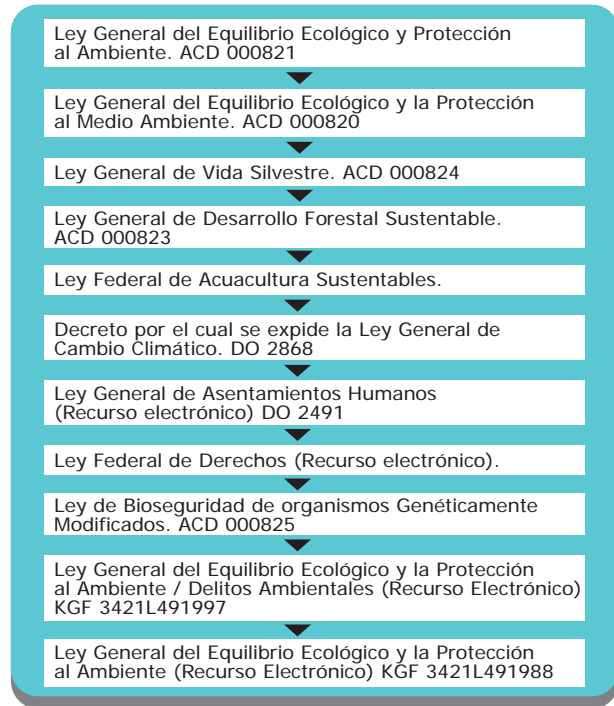 Ley General del Equilibrio Ecológico y Protección
al Ambiente. ACD 000821
Ley General del Equilibrio Ecológico y la Protección
al Medio Ambiente. ACD 000820
Ley General de Vida Silvestre. ACD 000824
Ley General de Desarrollo Forestal Sustentable.
ACD 000823
Ley Federal de Acuacultura Sustentables.
Decreto por el cual se expide la Ley General de
Cambio Climático. DO 2868
Ley General de Asentamientos Humanos
(Recurso electrónico) DO 2491
Ley Federal de Derechos (Recurso electrónico).
Ley de Bioseguridad de organismos Genéticamente
Modificados. ACD 000825
Ley General del Equilibrio Ecológico y la Protección
al Ambiente / Delitos Ambientales (Recurso Electrónico)
KGF 3421L491997
Ley General del Equilibrio Ecológico y la Protección
al Ambiente (Recurso Electrónico) KGF 3421L491988